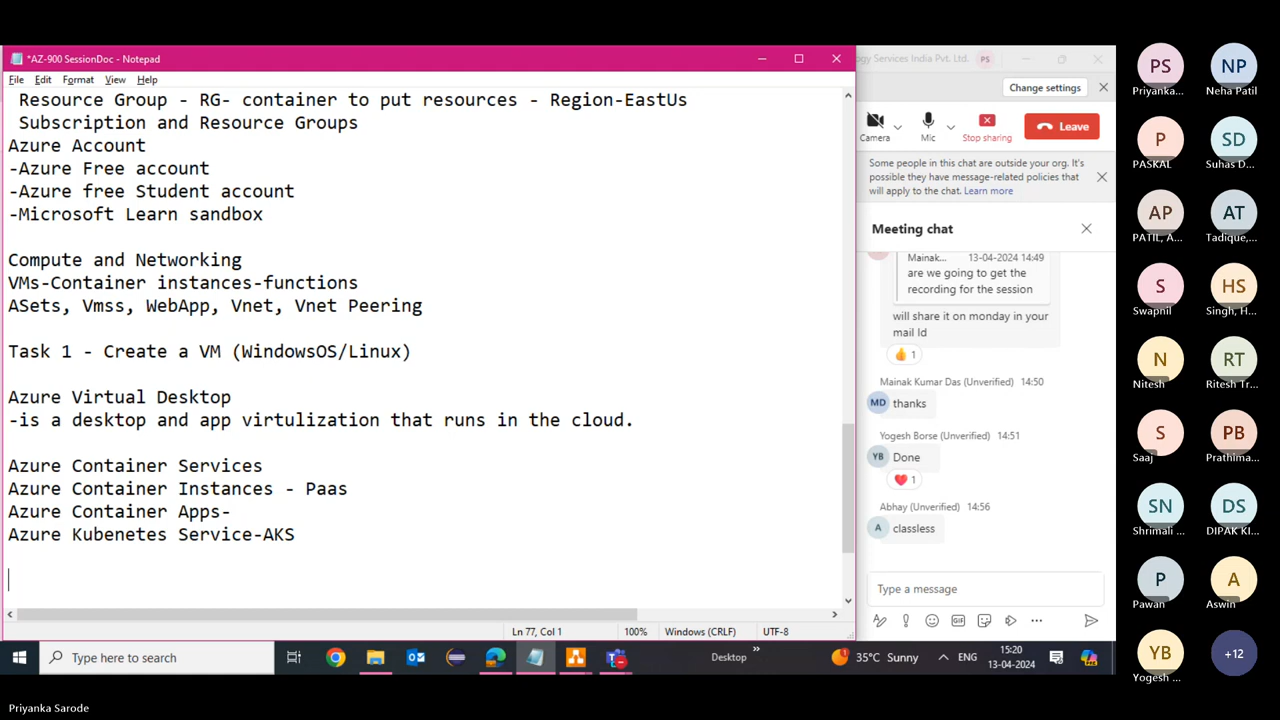 *AZ-900 SessionDoc - Notepad
File Edit Format View Help
Resource Group - RG- container to put resources - Region-EastUs
Subscription and Resource Groups
Azure Account
-Azure Free account
-Azure free Student account
-Microsoft Learn sandbox
Compute and Networking
VMs-Container instances-functions
ASets, Vmss, WebApp, Vnet, Vnet Peering
Task 1 - Create a VM (WindowsOS/Linux)
Azure Virtual Desktop
-is a desktop and app virtulization that runs in the cloud.
Azure Container Services
Azure Container Instances - Paas
Azure Container Apps-
Azure Kubenetes Service-AKS
Ln 77, Col 1
100%
Windows (CRLF)
UTF-8
ogy Services India Pvt. Ltd.
PS
Change settings
Camera
Mic
Stop sharing
Leave
Some people in this chat are outside your org. It's
possible they have message-related policies that
will apply to the chat. Learn more
Meeting chat
Mainak... 13-04-2024 14:49
are we going to get the
recording for the session
will share it on monday in your
mail Id
👍 1
Mainak Kumar Das (Unverified) 14:50
MD thanks
Yogesh Borse (Unverified) 14:51
YB Done
❤️ 1
Abhay (Unverified) 14:56
A classless
Type a message
GIF
PS
Priyanka...
NP
Neha Patil
P
PASKAL
SD
Suhas D...
AP
PATIL, A...
AT
Tadique,...
S
Swapnil
HS
Singh, H...
N
Nitesh
RT
Ritesh Tr...
S
Saaj
PB
Prathima...
SN
Shrimali ...
DS
DIPAK KI...
P
Pawan
A
Aswin
YB
Yogesh ...
+12
Type here to search
Desktop
35°C Sunny
ENG
15:20
13-04-2024
Priyanka Sarode